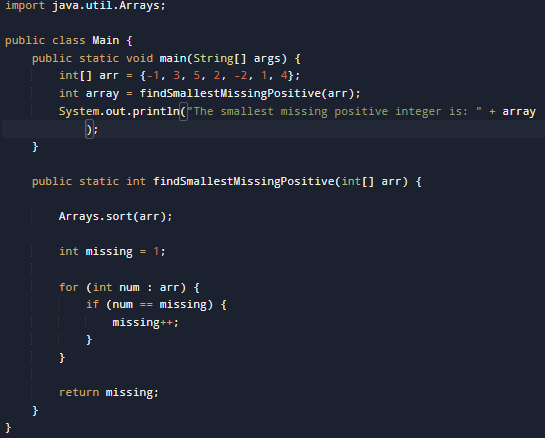 import java.util.Arrays;
public class Main {
    public static void main(String[] args) {
        int[] arr = {-1, 3, 5, 2, -2, 1, 4};
        int array = findSmallestMissingPositive(arr);
        System.out.println("The smallest missing positive integer is: " + array
            );
    }
    public static int findSmallestMissingPositive(int[] arr) {
        Arrays.sort(arr);
        int missing = 1;
        for (int num : arr) {
            if (num == missing) {
                missing++;
            }
        }
        return missing;
    }
}